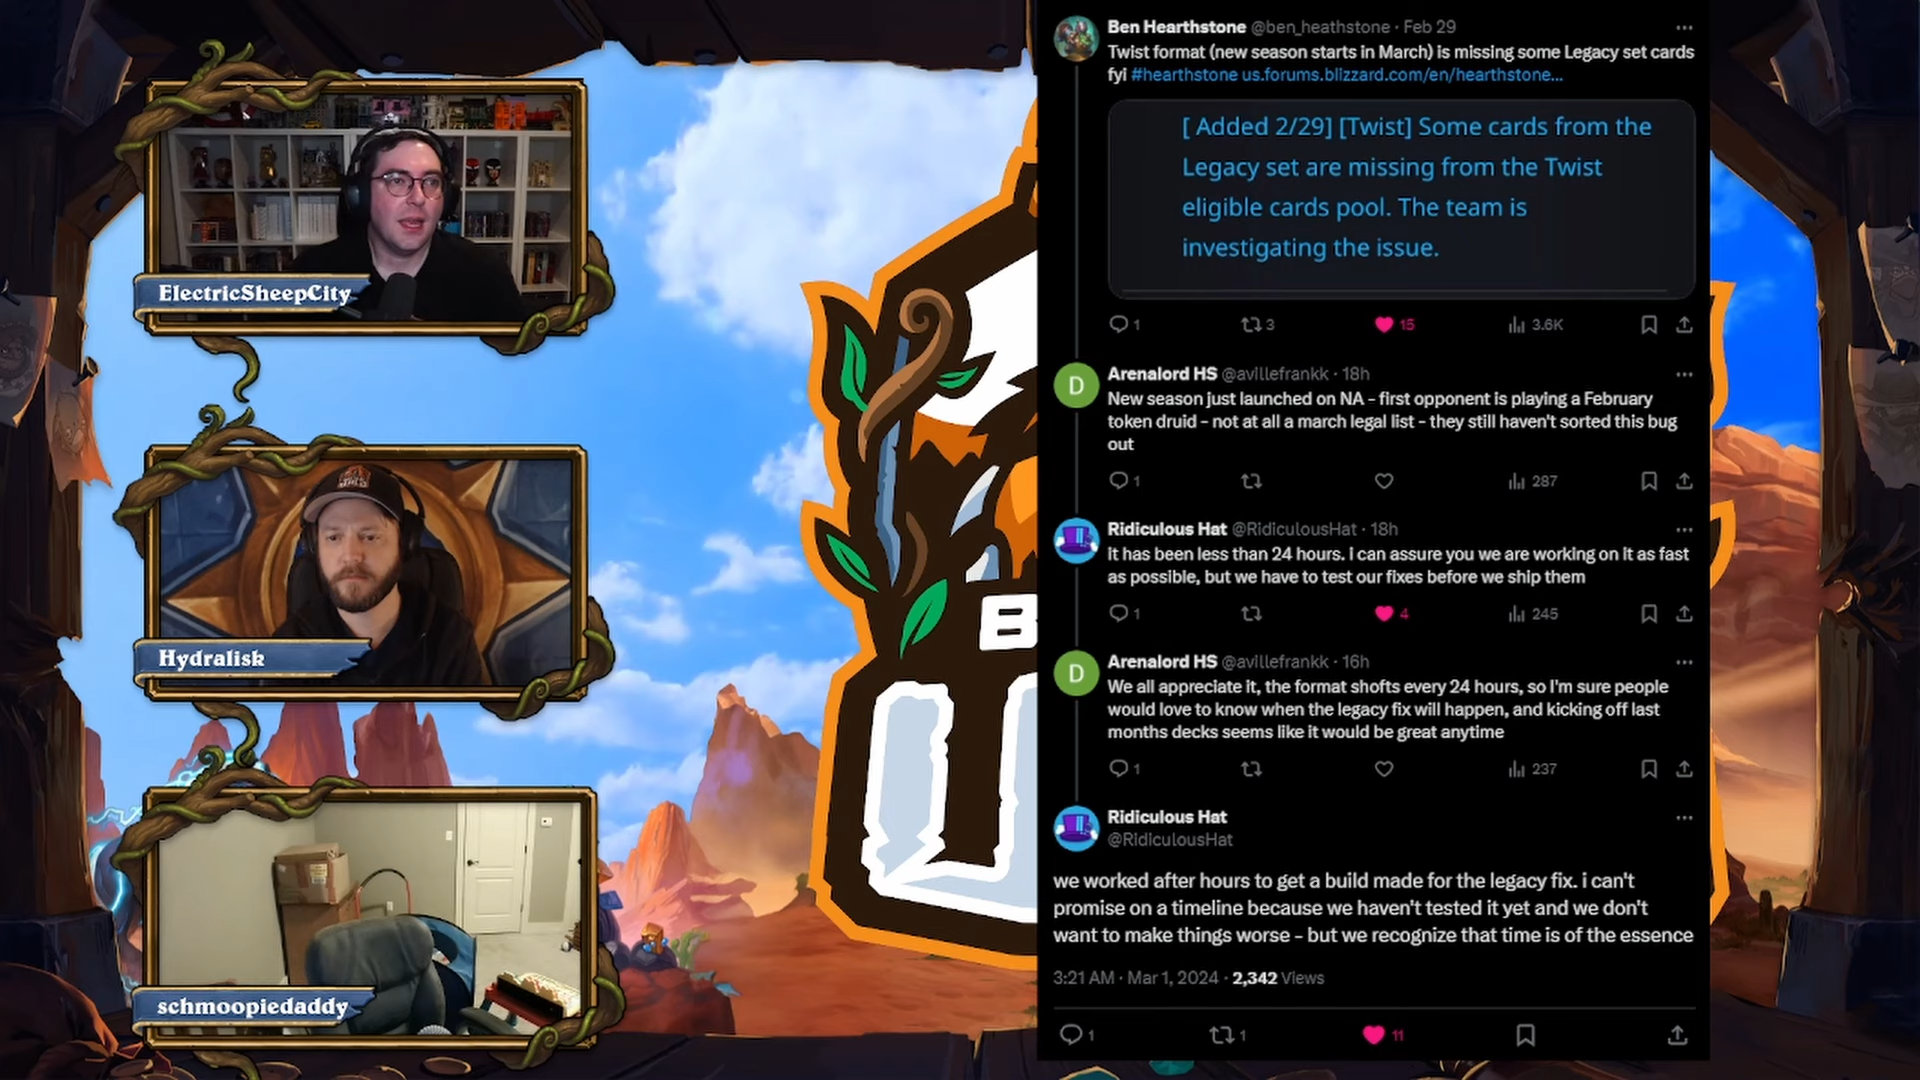 ElectricSheepCity
Hydralisk
schmoopiedaddy
B
U
Ben Hearthstone @ben_heathstone · Feb 29
Twist format (new season starts in March) is missing some Legacy set cards
fyi #hearthstone us.forums.blizzard.com/en/hearthstone...
[ Added 2/29] [Twist] Some cards from the
Legacy set are missing from the Twist
eligible cards pool. The team is
investigating the issue.
1 3 15 3.6K
D
Arenalord HS @avillefrankk · 18h
New season just launched on NA - first opponent is playing a February
token druid - not at all a march legal list - they still haven't sorted this bug
out
1 287
Ridiculous Hat @RidiculousHat · 18h
it has been less than 24 hours. i can assure you we are working on it as fast
as possible, but we have to test our fixes before we ship them
1 4 245
D
Arenalord HS @avillefrankk · 16h
We all appreciate it, the format shofts every 24 hours, so I'm sure people
would love to know when the legacy fix will happen, and kicking off last
months decks seems like it would be great anytime
1 237
Ridiculous Hat
@RidiculousHat
we worked after hours to get a build made for the legacy fix. i can't
promise on a timeline because we haven't tested it yet and we don't
want to make things worse - but we recognize that time is of the essence
3:21 AM · Mar 1, 2024 · 2,342 Views
1 1 11